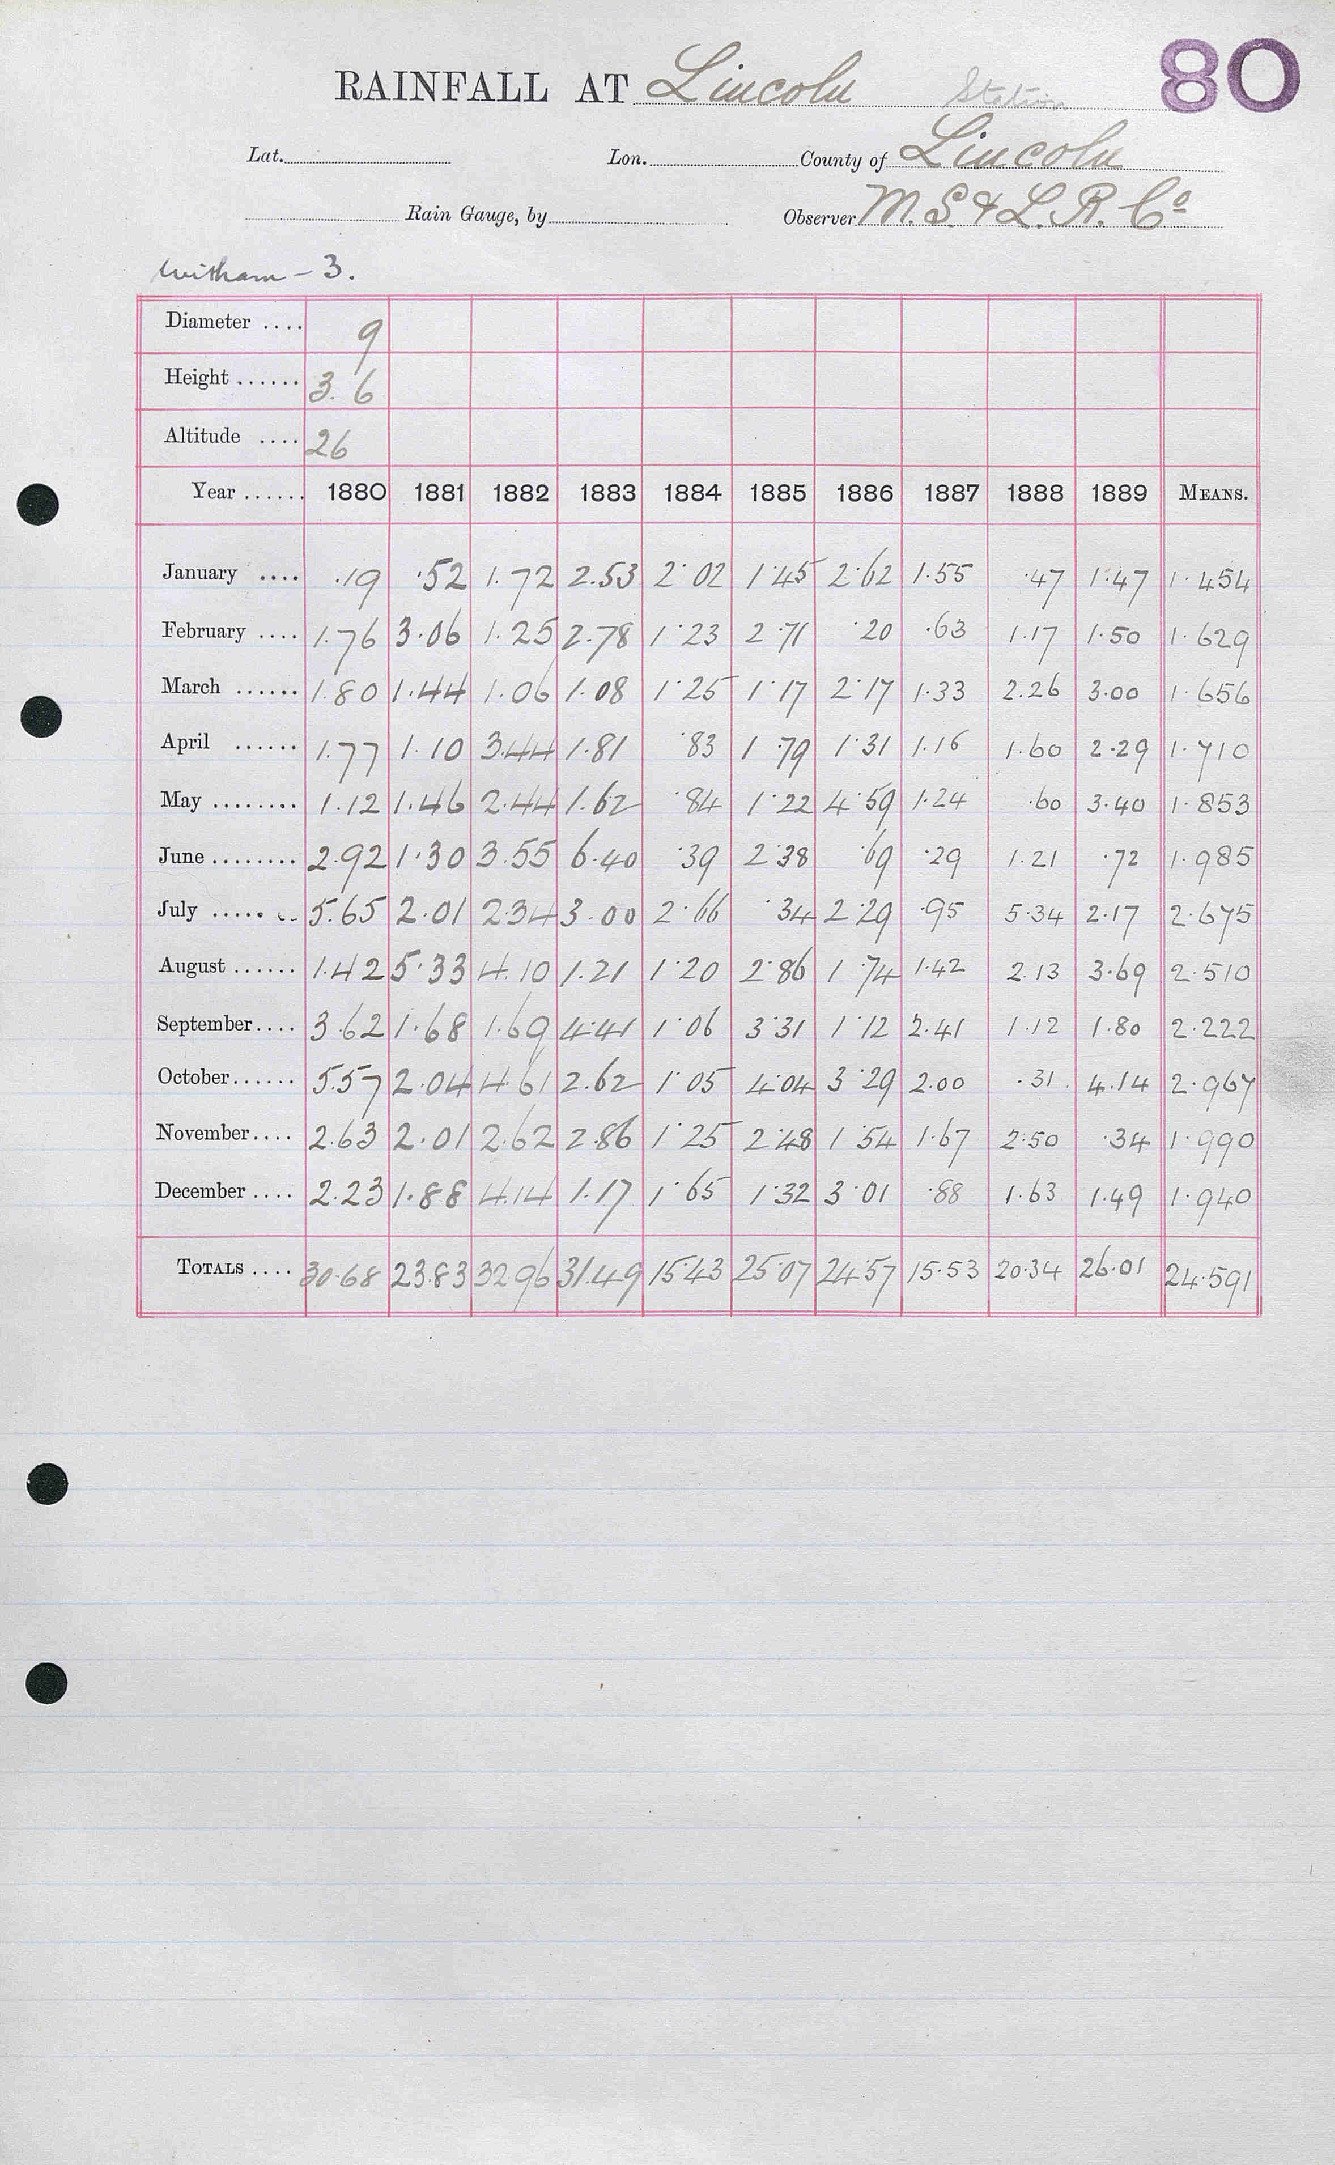 RAINFALL AT Lincoln Station 80
Lat. Lon. County of Lincoln
Rain Gauge, by Observer M. S. & L. R. Co
Witham - 3.
Diameter .... 9
Height ...... 3. 6
Altitude .... 26
Year ...... 1880 1881 1882 1883 1884 1885 1886 1887 1888 1889 MEANS.
January .... .19 .52 1.72 2.53 2.02 1.45 2.62 1.55 .47 1.47 1.454
February .... 1.76 3.06 1.25 2.78 1.23 2.71 .20 .63 1.17 1.50 1.629
March ...... 1.80 1.44 1.06 1.08 1.25 1.17 2.17 1.33 2.26 3.00 1.656
April ...... 1.77 1.10 3.44 1.81 .83 1.79 1.31 1.16 1.60 2.29 1.710
May ........ 1.12 1.46 2.44 1.62 .84 1.22 4.59 1.24 .60 3.40 1.853
June ........ 2.92 1.30 3.55 6.40 .39 2.38 .69 .29 1.21 .72 1.985
July ........ 5.65 2.01 2.34 3.00 2.66 .34 2.29 .95 5.34 2.17 2.675
August ...... 1.42 5.33 4.10 1.21 1.20 2.86 1.74 1.42 2.13 3.69 2.510
September .... 3.62 1.68 1.69 4.41 1.06 3.31 1.12 2.41 1.12 1.80 2.222
October ...... 5.57 2.04 4.61 2.62 1.05 4.04 3.29 2.00 .31 4.14 2.967
November .... 2.63 2.01 2.62 2.86 1.25 2.48 1.54 1.67 2.50 .34 1.990
December .... 2.23 1.88 4.14 1.17 1.65 1.32 3.01 .88 1.63 1.49 1.940
TOTALS .... 30.68 23.83 32.96 31.49 15.43 25.07 24.57 15.53 20.34 26.01 24.591